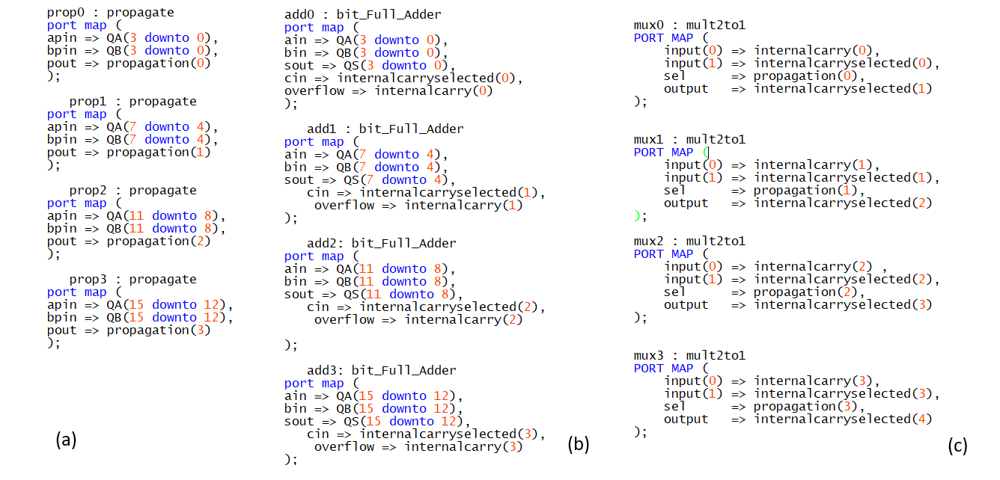 prop0 : propagate
port map (
apin => QA(3 downto 0),
bpin => QB(3 downto 0),
pout => propagation(0)
);
prop1 : propagate
port map (
apin => QA(7 downto 4),
bpin => QB(7 downto 4),
pout => propagation(1)
);
prop2 : propagate
port map (
apin => QA(11 downto 8),
bpin => QB(11 downto 8),
pout => propagation(2)
);
prop3 : propagate
port map (
apin => QA(15 downto 12),
bpin => QB(15 downto 12),
pout => propagation(3)
);
(a)
add0 : bit_Full_Adder
port map (
ain => QA(3 downto 0),
bin => QB(3 downto 0),
sout => QS(3 downto 0),
cin => internalcarryselected(0),
overflow => internalcarry(0)
);
add1 : bit_Full_Adder
port map (
ain => QA(7 downto 4),
bin => QB(7 downto 4),
sout => QS(7 downto 4),
cin => internalcarryselected(1),
overflow => internalcarry(1)
);
add2: bit_Full_Adder
port map (
ain => QA(11 downto 8),
bin => QB(11 downto 8),
sout => QS(11 downto 8),
cin => internalcarryselected(2),
overflow => internalcarry(2)
);
add3: bit_Full_Adder
port map (
ain => QA(15 downto 12),
bin => QB(15 downto 12),
sout => QS(15 downto 12),
cin => internalcarryselected(3),
overflow => internalcarry(3)
);
(b)
mux0 : mult2to1
PORT MAP (
input(0) => internalcarry(0),
input(1) => internalcarryselected(0),
sel => propagation(0),
output => internalcarryselected(1)
);
mux1 : mult2to1
PORT MAP (
input(0) => internalcarry(1),
input(1) => internalcarryselected(1),
sel => propagation(1),
output => internalcarryselected(2)
);
mux2 : mult2to1
PORT MAP (
input(0) => internalcarry(2) ,
input(1) => internalcarryselected(2),
sel => propagation(2),
output => internalcarryselected(3)
);
mux3 : mult2to1
PORT MAP (
input(0) => internalcarry(3),
input(1) => internalcarryselected(3),
sel => propagation(3),
output => internalcarryselected(4)
);
(c)